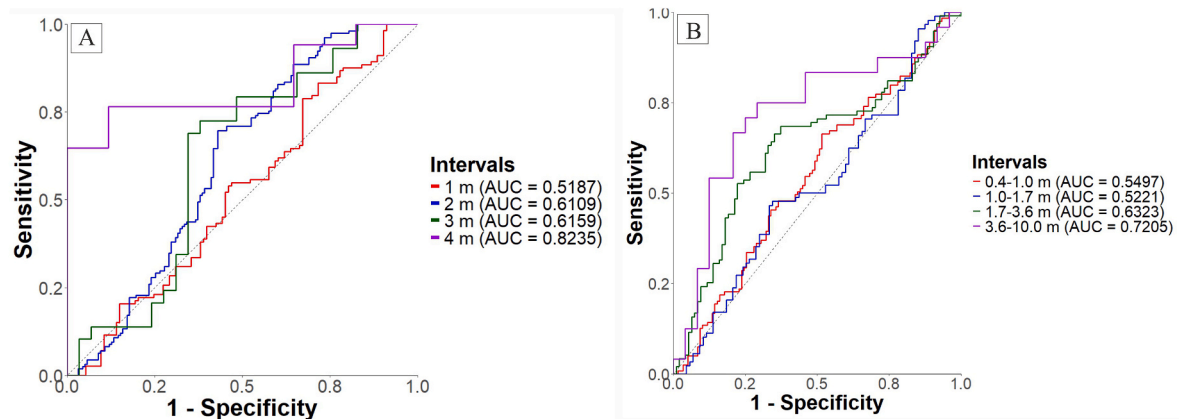 A
1.0
0.8
0.5
0.2
0.0
Sensitivity
0.0 0.2 0.5 0.8 1.0
1 - Specificity
Intervals
1 m (AUC = 0.5187)
2 m (AUC = 0.6109)
3 m (AUC = 0.6159)
4 m (AUC = 0.8235)
B
1.0
0.8
0.5
0.2
0.0
Sensitivity
0.0 0.2 0.5 0.8 1.0
1 - Specificity
Intervals
0.4-1.0 m (AUC = 0.5497)
1.0-1.7 m (AUC = 0.5221)
1.7-3.6 m (AUC = 0.6323)
3.6-10.0 m (AUC = 0.7205)